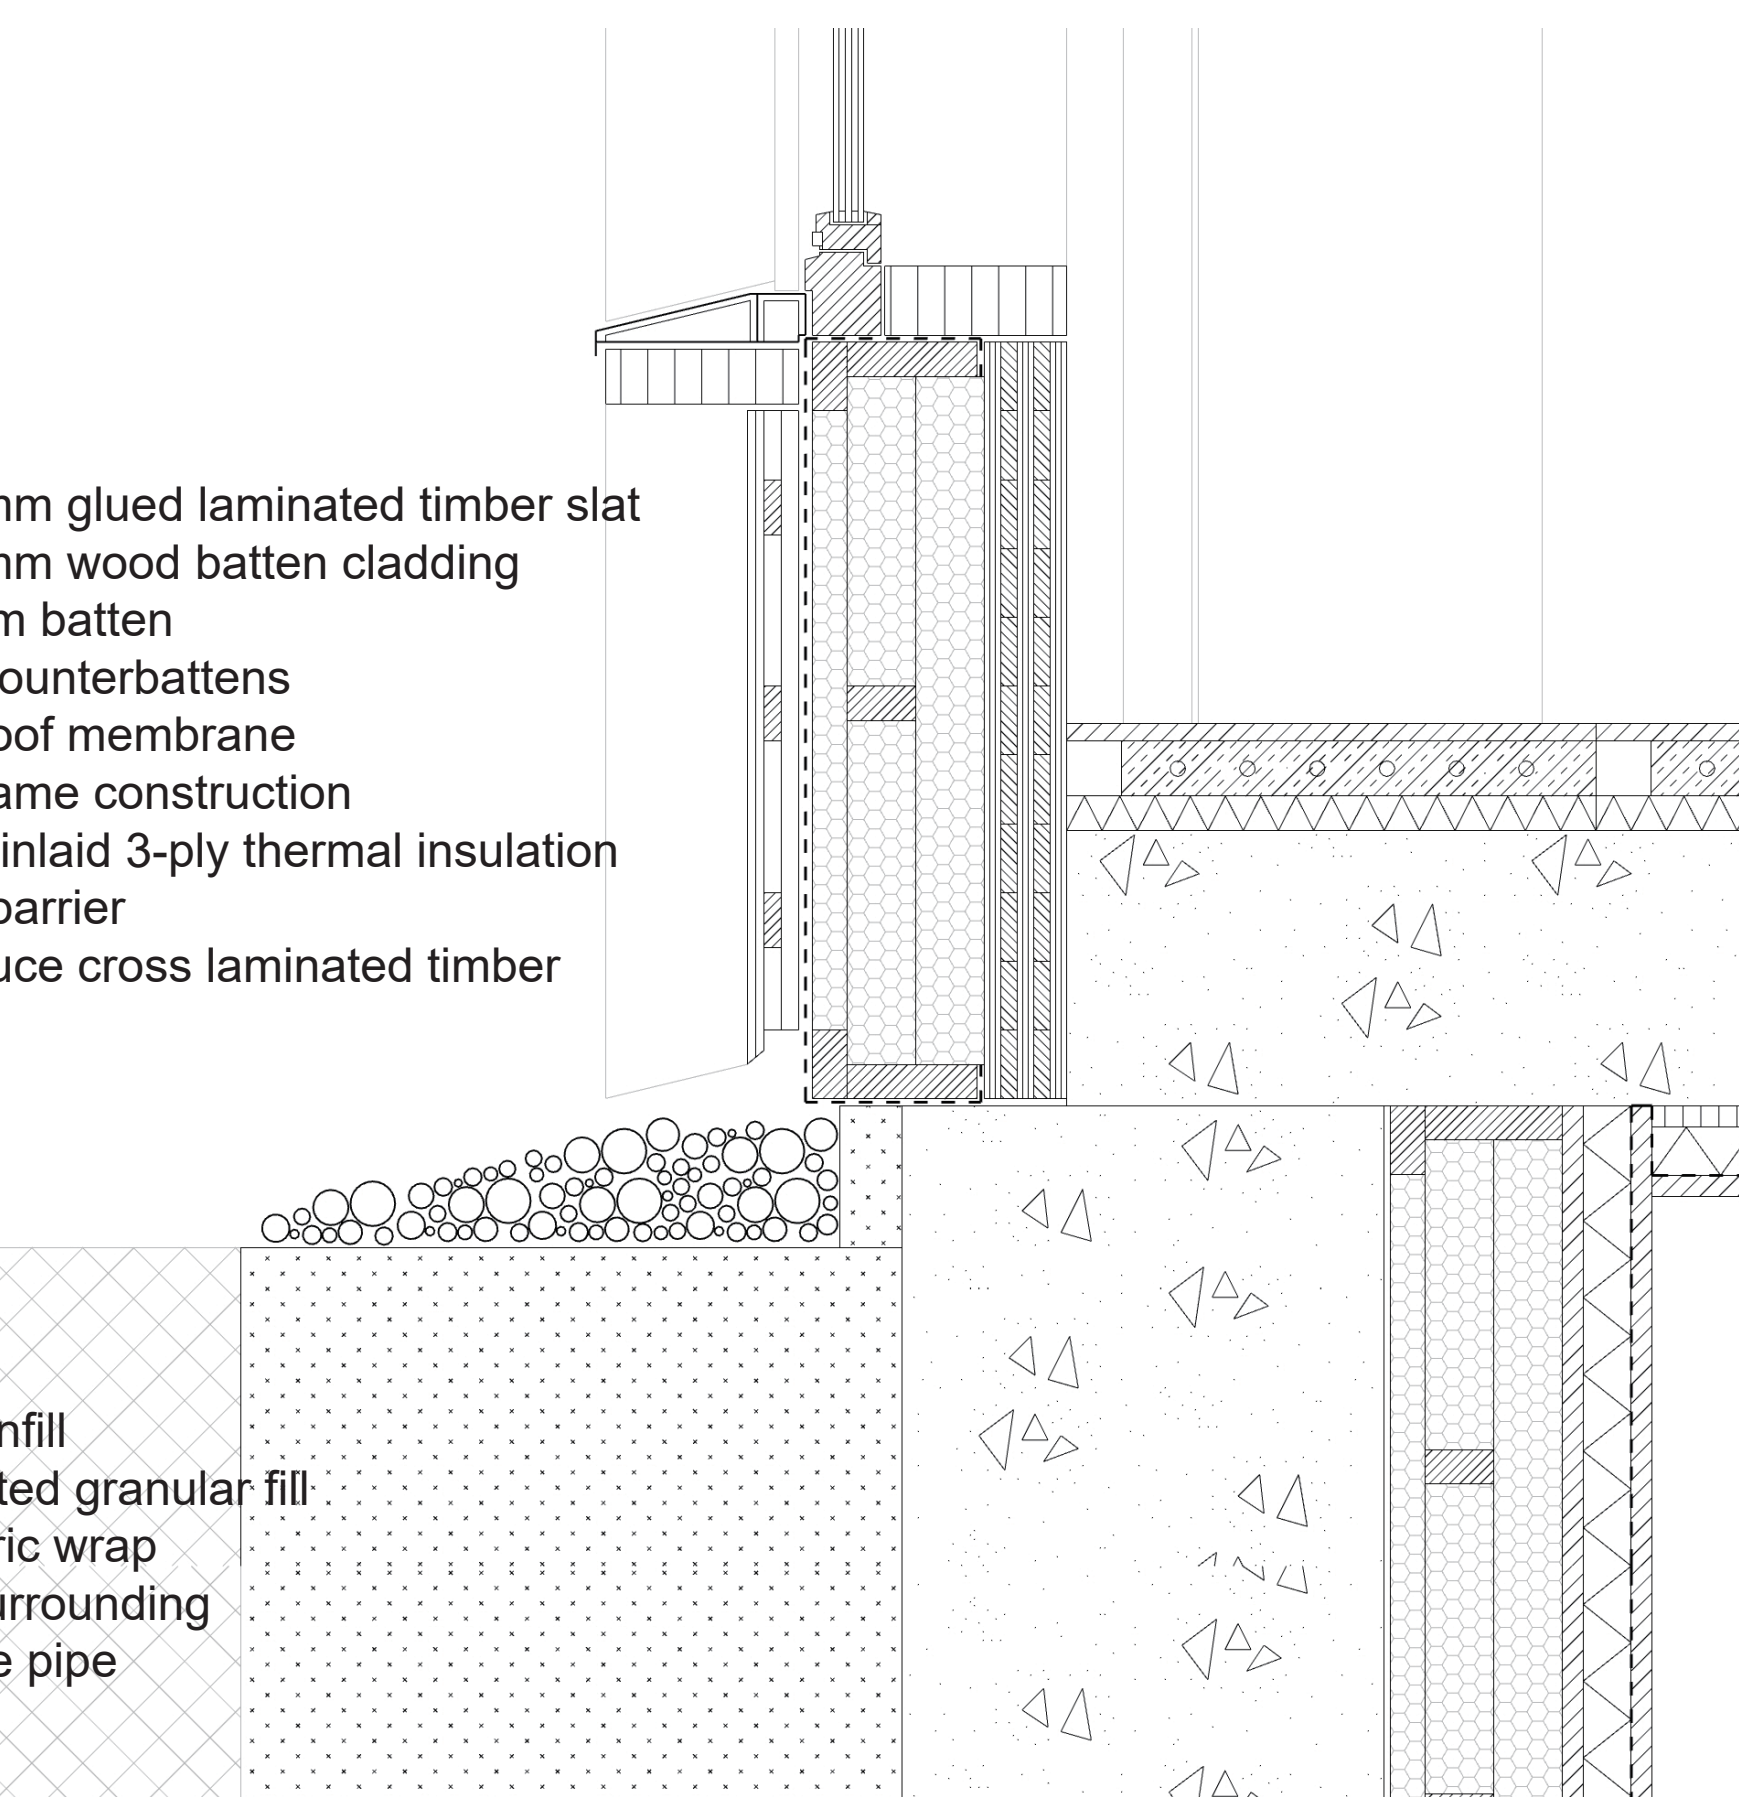 mm glued laminated timber slat
mm wood batten cladding
m batten
ounterbattens
oof membrane
ame construction
inlaid 3-ply thermal insulation
barrier
uce cross laminated timber
nfill
ted granular fill
ric wrap
urrounding
e pipe